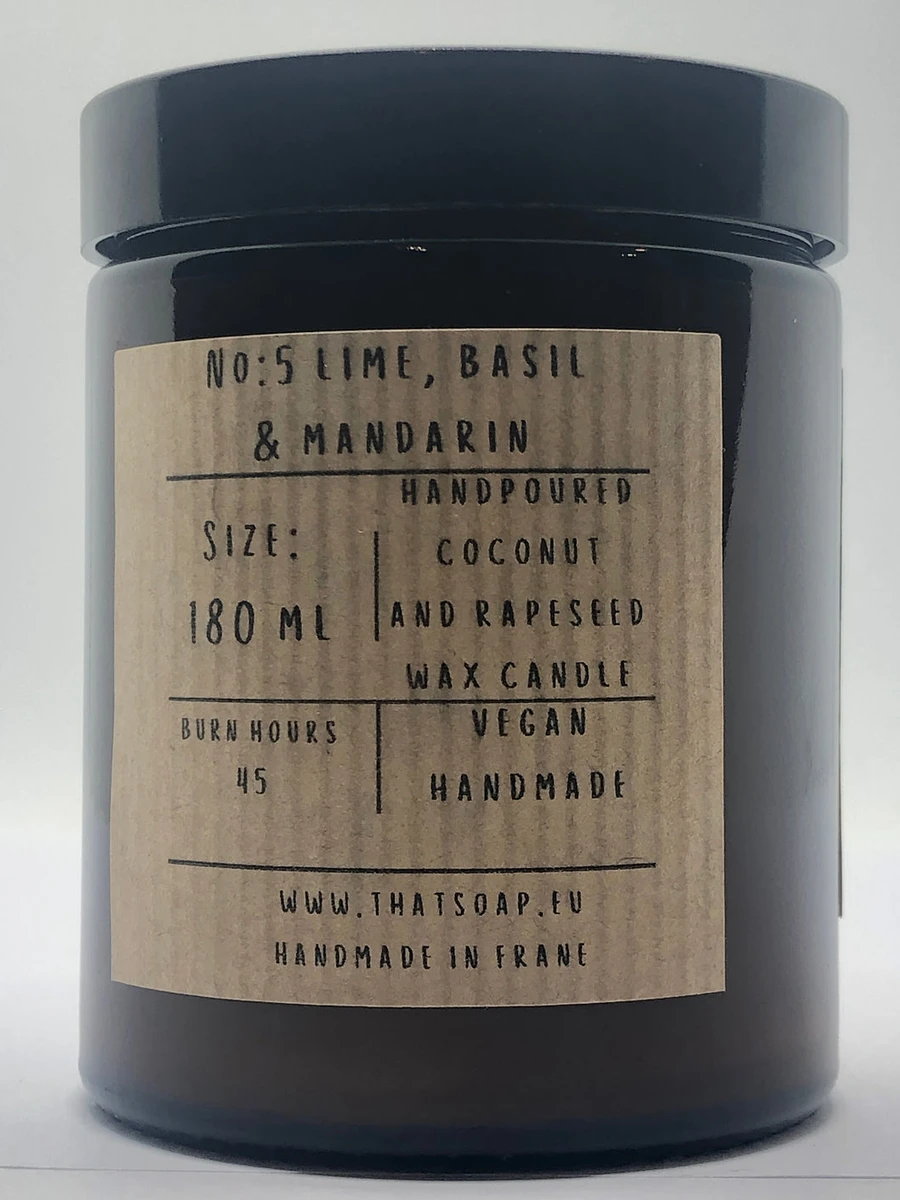 No:5 LIME, BASIL
& MANDARIN
HANDPOURED
COCONUT
AND RAPESEED
WAX CANDLE
SIZE:
180 ML
BURN HOURS
45
VEGAN
HANDMADE
WWW.THATSOAP.EU
HANDMADE IN FRANE